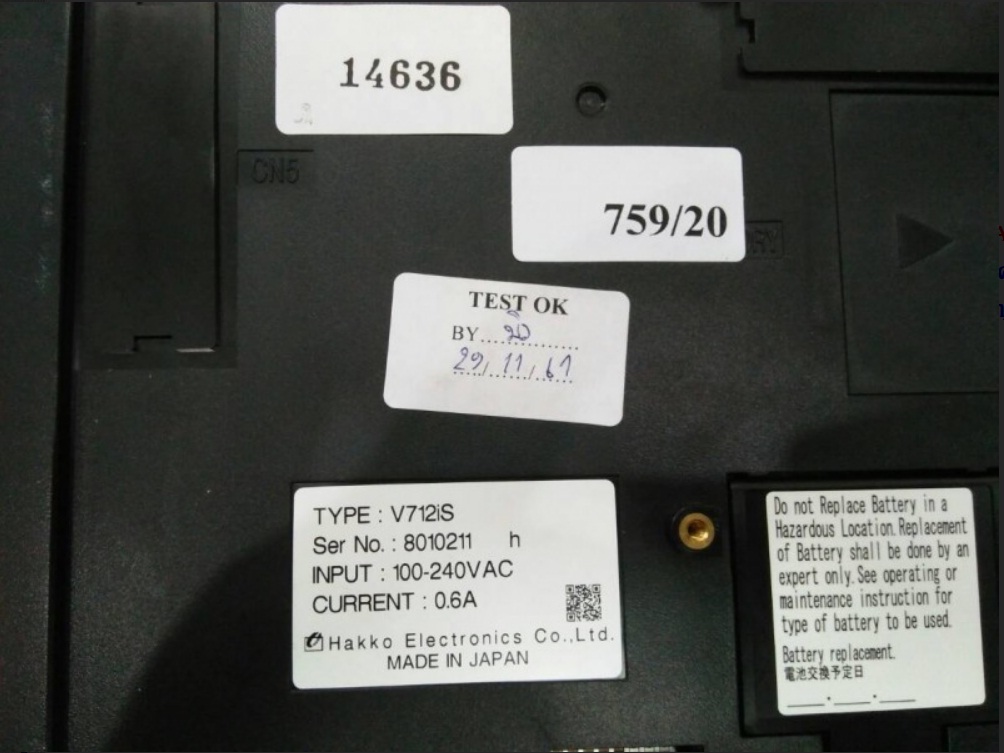 14636
CN5
759/20
TEST OK
BY
29/11/61
TYPE : V712iS
Ser No. : 8010211 h
INPUT : 100-240VAC
CURRENT : 0.6A
Hakko Electronics Co.,Ltd.
MADE IN JAPAN
Do not Replace Battery in a
Hazardous Location. Replacement
of Battery shall be done by an
expert only. See operating or
maintenance instruction for
type of battery to be used.
Battery replacement.
電池交換予定日